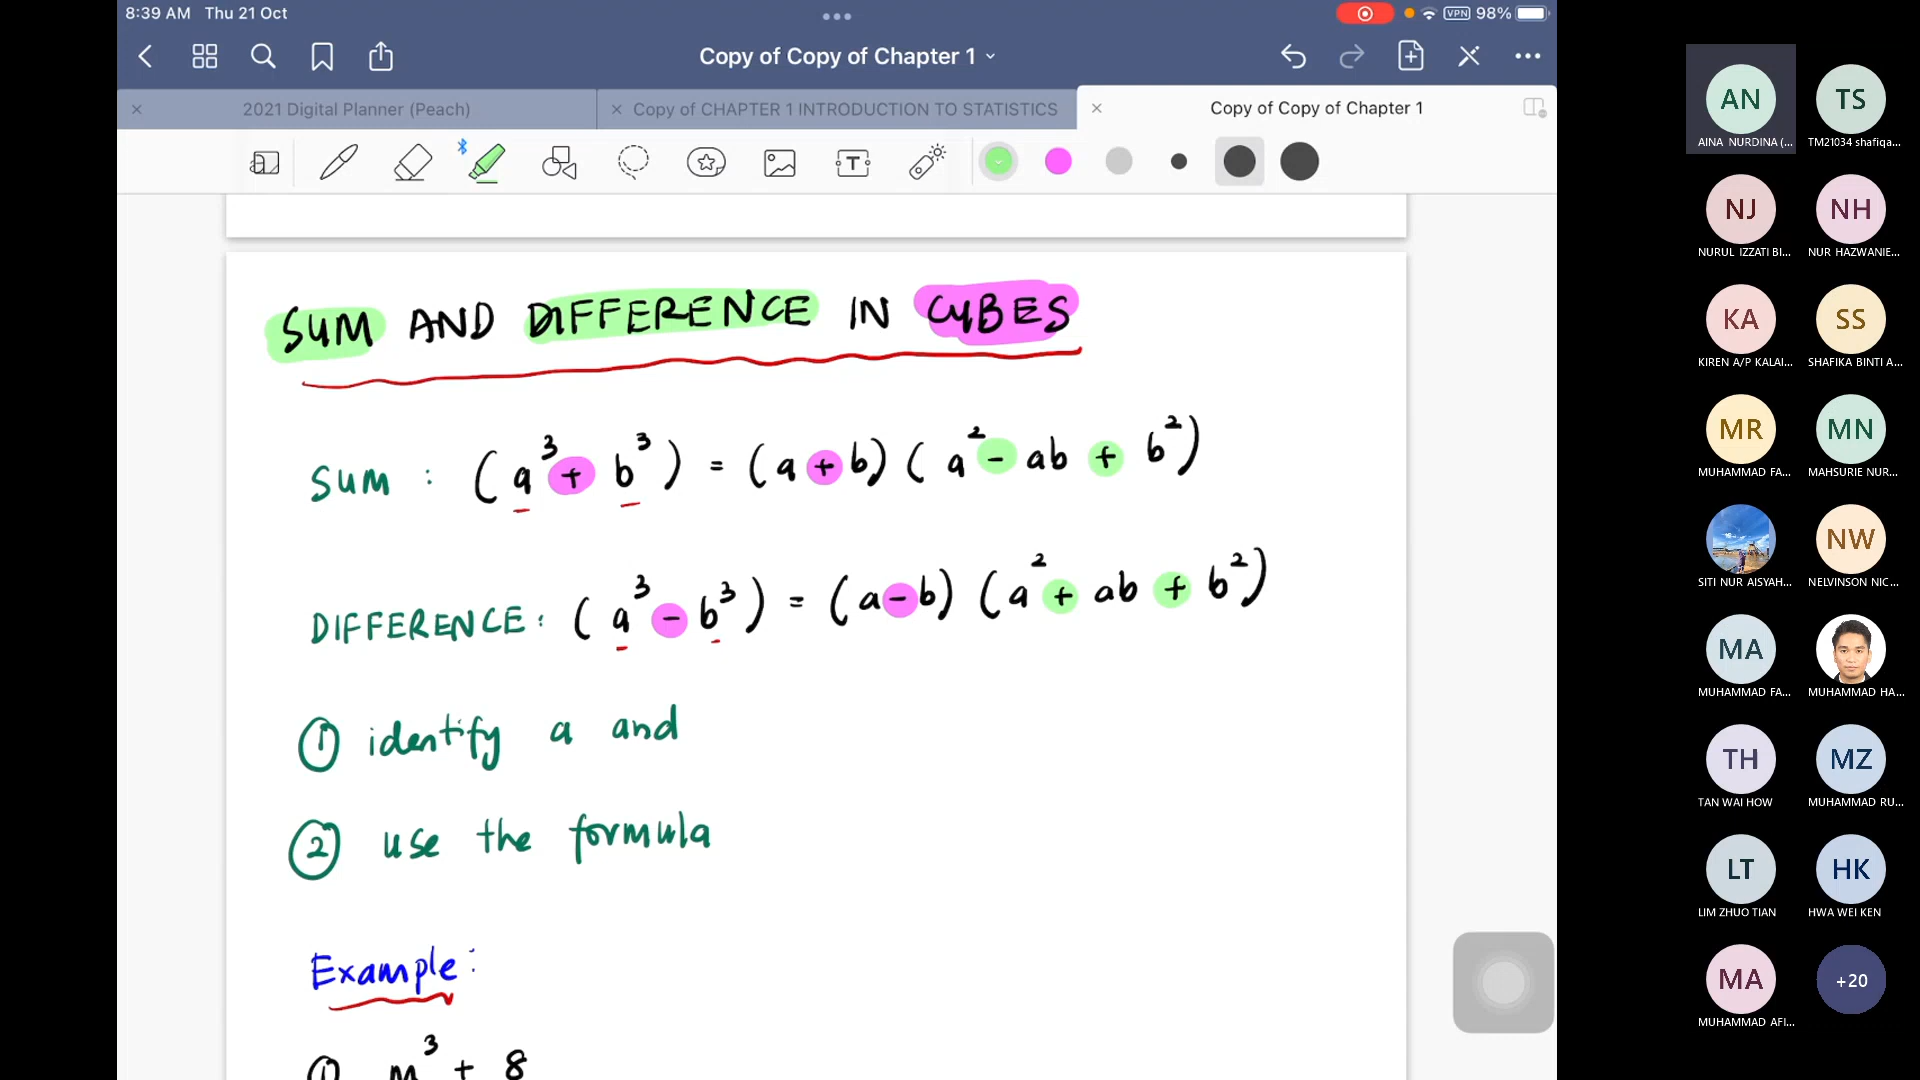 8:39 AM Thu 21 Oct
VPN 98%
Copy of Copy of Chapter 1
2021 Digital Planner (Peach)
Copy of CHAPTER 1 INTRODUCTION TO STATISTICS
Copy of Copy of Chapter 1
SUM AND DIFFERENCE IN CUBES
SUM : (a³ + b³) = (a + b) (a² - ab + b²)
DIFFERENCE : (a³ - b³) = (a - b) (a² + ab + b²)
① identify a and
② use the formula
Example :
① m³ + 8
AN
AINA NURDINA (...
TS
TM21034 shafiqa...
NJ
NURUL IZZATI BI...
NH
NUR HAZWANIE...
KA
KIREN A/P KALAI...
SS
SHAFIKA BINTI A...
MR
MUHAMMAD FA...
MN
MAHSURIE NUR...
SITI NUR AISYAH...
NW
NELVINSON NIC...
MA
MUHAMMAD FA...
MUHAMMAD HA...
TH
TAN WAI HOW
MZ
MUHAMMAD RU...
LT
LIM ZHUO TIAN
HK
HWA WEI KEN
MA
MUHAMMAD AFI...
+20